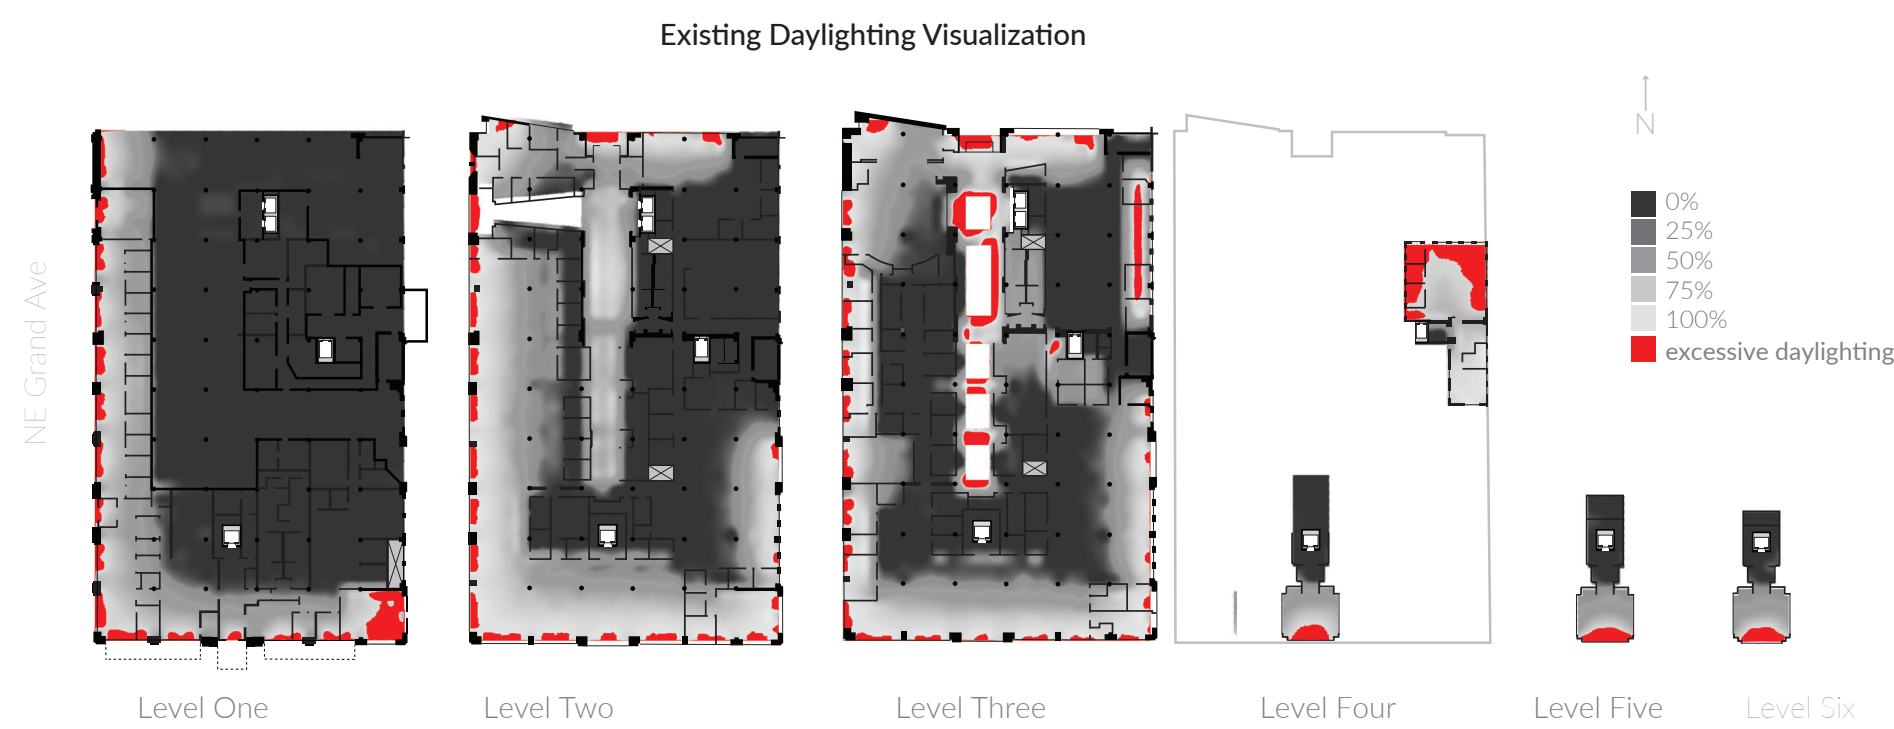 Existing Daylighting Visualization
N
NE Grand Ave
0%
25%
50%
75%
100%
excessive daylighting
Level One
Level Two
Level Three
Level Four
Level Five
Level Six